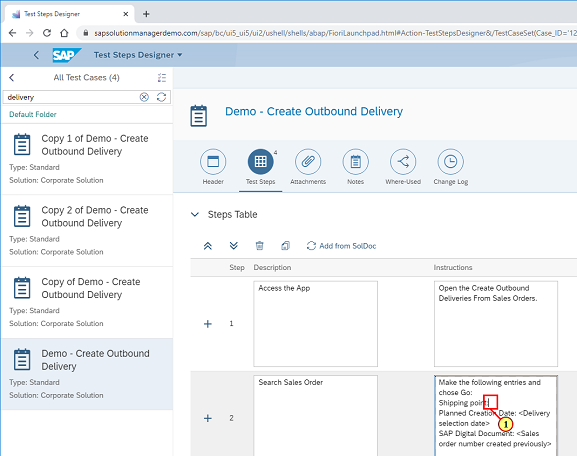 Test Steps Designer
sapsolutionmanagerdemo.com/sap/bc/ui5_ui5/ui2/ushell/shells/abap/FioriLaunchpad.html#Action-TestStepsDesigner&/TestCaseSet(Case_ID='12
SAP Test Steps Designer
All Test Cases (4)
delivery
Default Folder
Copy 1 of Demo - Create
Outbound Delivery
Type: Standard
Solution: Corporate Solution
Copy 2 of Demo - Create
Outbound Delivery
Type: Standard
Solution: Corporate Solution
Copy of Demo - Create
Outbound Delivery
Type: Standard
Solution: Corporate Solution
Demo - Create Outbound
Delivery
Type: Standard
Solution: Corporate Solution
Demo - Create Outbound Delivery
Header
4
Test Steps
Attachments
Notes
Where-Used
Change Log
Steps Table
Add from SolDoc
Step Description Instructions
1
Access the App
Open the Create Outbound
Deliveries From Sales Orders.
2
Search Sales Order
Make the following entries and
chose Go:
Shipping point:
Planned Creation Date: <Delivery
selection date>
SAP Digital Document: <Sales
order number created previously>
1